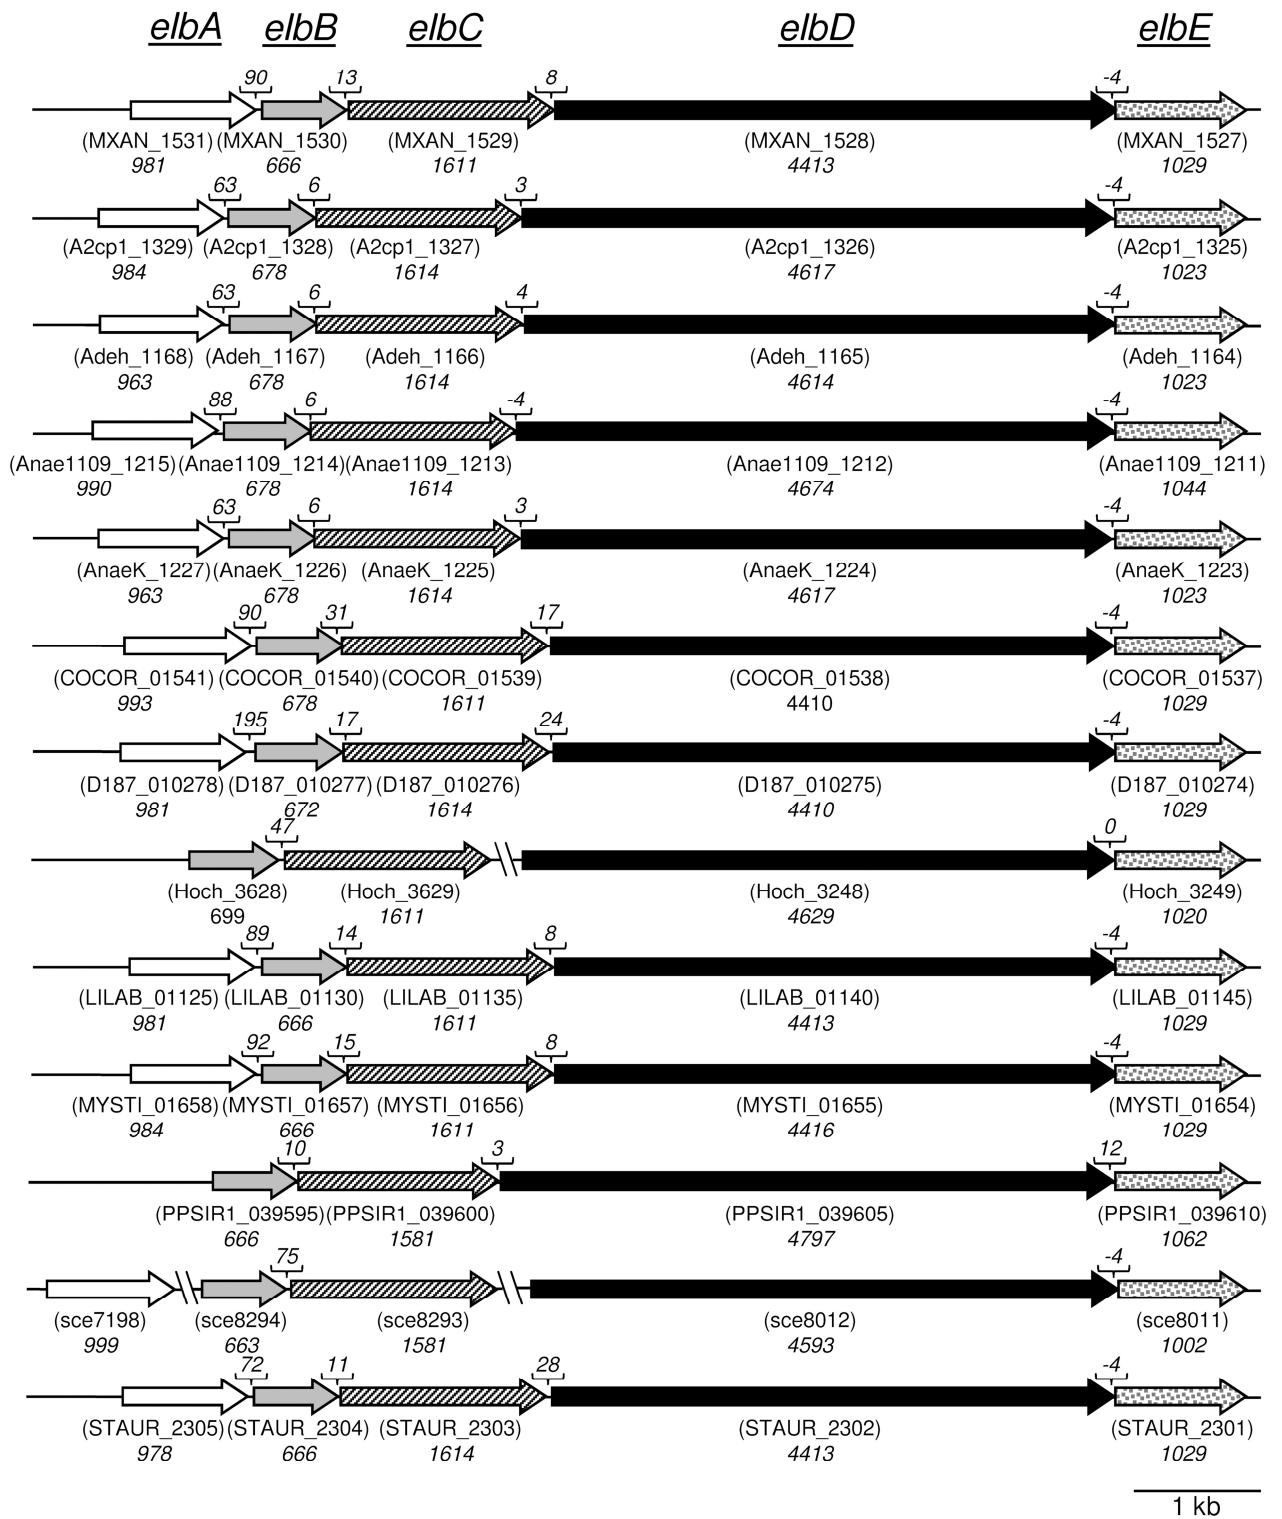 elbA elbB elbC elbD elbE
90 13 8 -4
(MXAN_1531) (MXAN_1530) (MXAN_1529) (MXAN_1528) (MXAN_1527)
981 666 1611 4413 1029
63 6 3 -4
(A2cp1_1329) (A2cp1_1328) (A2cp1_1327) (A2cp1_1326) (A2cp1_1325)
984 678 1614 4617 1023
63 6 4 -4
(Adeh_1168) (Adeh_1167) (Adeh_1166) (Adeh_1165) (Adeh_1164)
963 678 1614 4614 1023
88 6 -4 -4
(Anae1109_1215) (Anae1109_1214) (Anae1109_1213) (Anae1109_1212) (Anae1109_1211)
990 678 1614 4674 1044
63 6 3 -4
(AnaeK_1227) (AnaeK_1226) (AnaeK_1225) (AnaeK_1224) (AnaeK_1223)
963 678 1614 4617 1023
90 31 17 -4
(COCOR_01541) (COCOR_01540) (COCOR_01539) (COCOR_01538) (COCOR_01537)
993 678 1611 4410 1029
195 17 24 -4
(D187_010278) (D187_010277) (D187_010276) (D187_010275) (D187_010274)
981 672 1614 4410 1029
47 0
(Hoch_3628) (Hoch_3629) (Hoch_3248) (Hoch_3249)
699 1611 4629 1020
89 14 8 -4
(LILAB_01125) (LILAB_01130) (LILAB_01135) (LILAB_01140) (LILAB_01145)
981 666 1611 4413 1029
92 15 8 -4
(MYSTI_01658) (MYSTI_01657) (MYSTI_01656) (MYSTI_01655) (MYSTI_01654)
984 666 1611 4416 1029
10 3 12
(PPSIR1_039595) (PPSIR1_039600) (PPSIR1_039605) (PPSIR1_039610)
666 1581 4797 1062
75 -4
(sce7198) (sce8294) (sce8293) (sce8012) (sce8011)
999 663 1581 4593 1002
72 11 28 -4
(STAUR_2305) (STAUR_2304) (STAUR_2303) (STAUR_2302) (STAUR_2301)
978 666 1614 4413 1029
1 kb